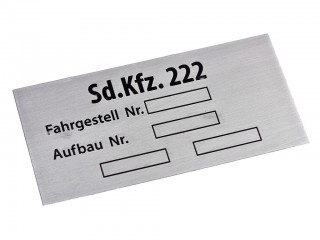 Sd.Kfz. 222
Fahrgestell Nr.
Aufbau Nr.